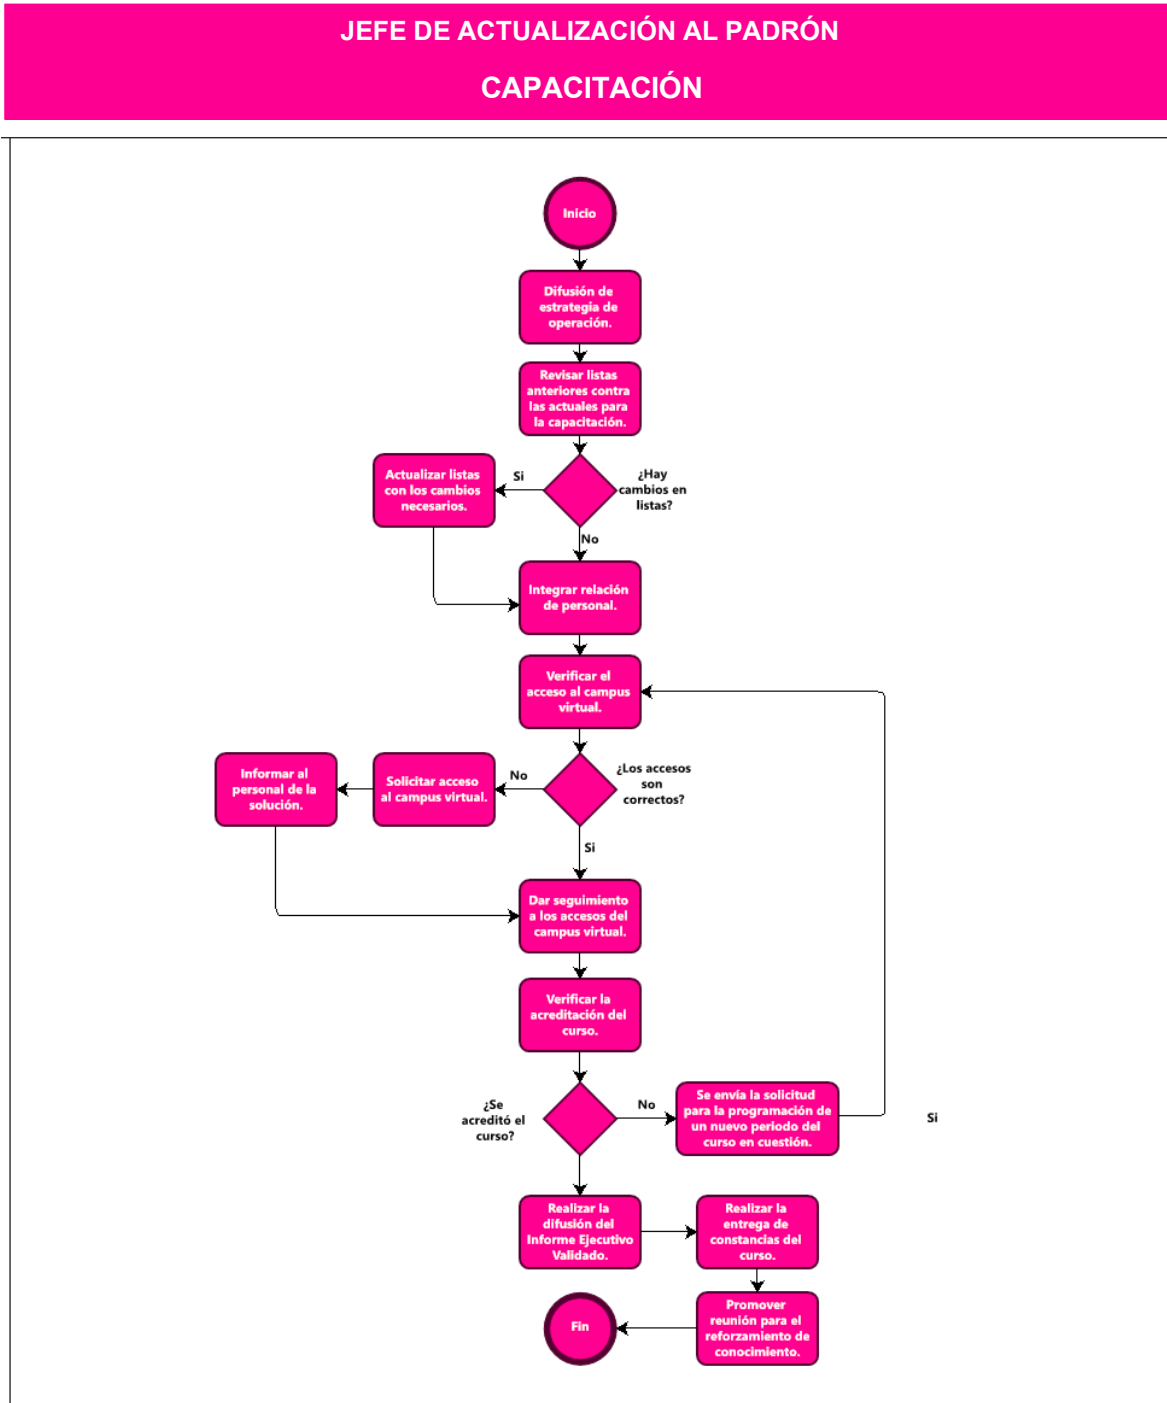 JEFE DE ACTUALIZACIÓN AL PADRÓN
CAPACITACIÓN
Inicio
Difusión de
estrategia de
operación.
Revisar listas
anteriores contra
las actuales para
la capacitación.
¿Hay
cambios en
listas?
Si
Actualizar listas
con los cambios
necesarios.
No
Integrar relación
de personal.
Verificar el
acceso al campus
virtual.
¿Los accesos
son
correctos?
No
Solicitar acceso
al campus virtual.
Informar al
personal de la
solución.
Si
Dar seguimiento
a los accesos del
campus virtual.
Verificar la
acreditación del
curso.
¿Se
acreditó el
curso?
No
Se envía la solicitud
para la programación de
un nuevo periodo del
curso en cuestión.
Si
Realizar la
difusión del
Informe Ejecutivo
Validado.
Realizar la
entrega de
constancias del
curso.
Promover
reunión para el
reforzamiento de
conocimiento.
Fin